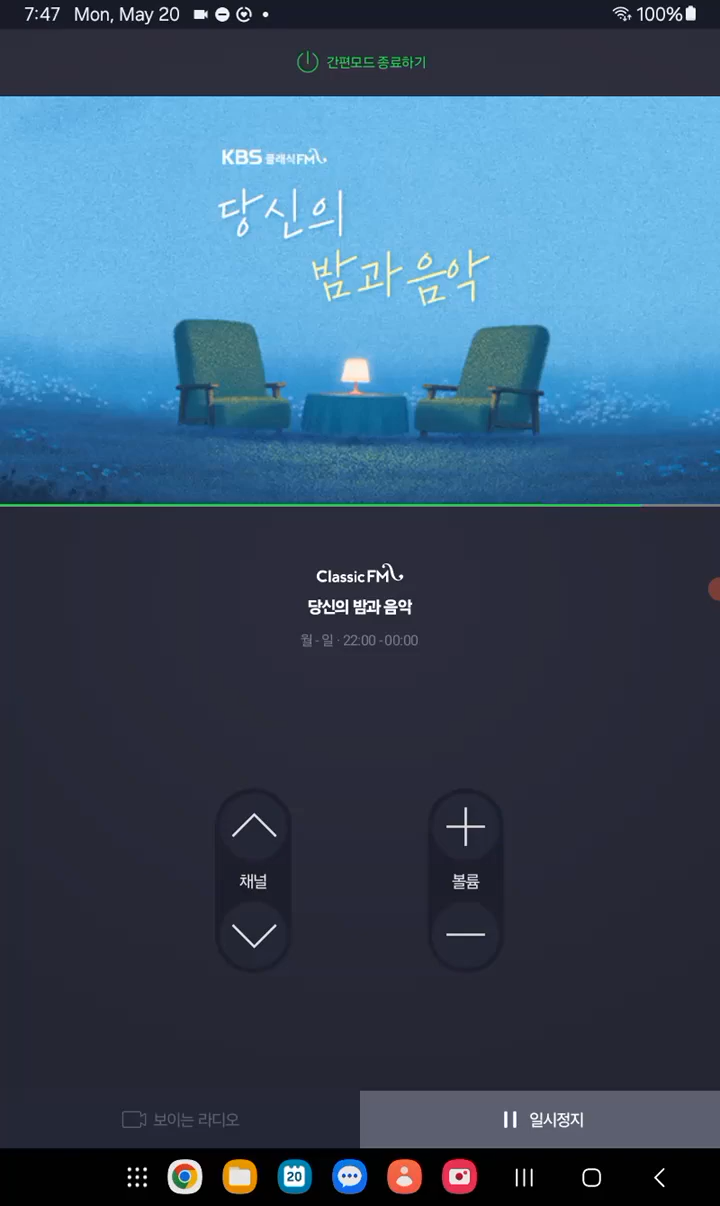 7:47 Mon, May 20
100%
간편모드 종료하기
KBS 클래식FM
당신의
밤과 음악
Classic FM
당신의 밤과 음악
월 - 일 · 22:00 - 00:00
채널
볼륨
보이는 라디오
일시정지
20